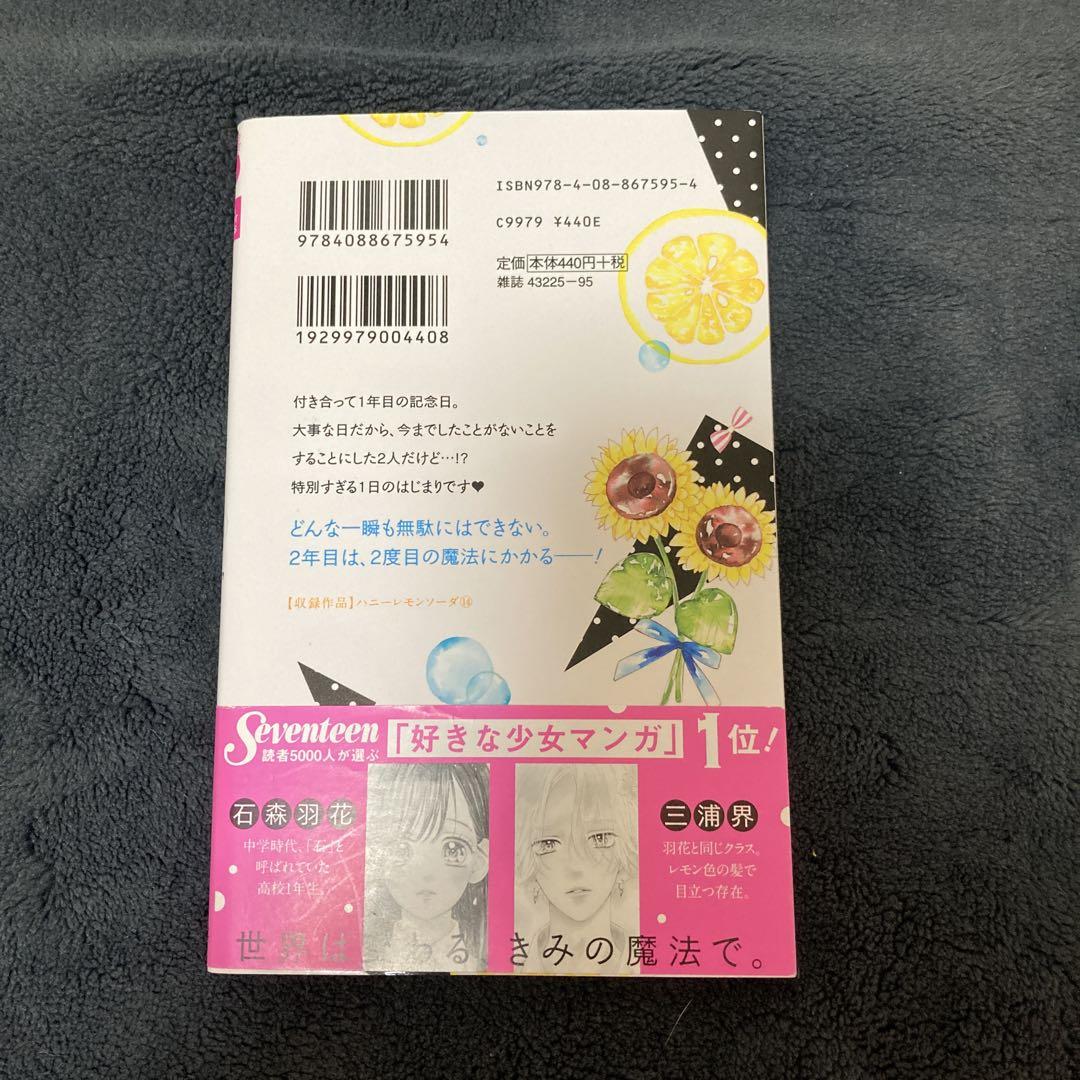 ISBN978-4-08-867595-4
C9979 ¥440E
9784088675954
定価 本体440円+税
雑誌 43225-95
1929979004408
付き合って1年目の記念日。
大事な日だから、今までしたことがないことを
することにした2人だけど…!?
特別すぎる1日のはじまりです♥
どんな一瞬も無駄にはできない。
2年目は、2度目の魔法にかかる――!
【収録作品】ハニーレモンソーダ⑭
Seventeen
読者5000人が選ぶ
「好きな少女マンガ」1位!
石森羽花
中学時代、「石」と
呼ばれていた
高校1年生。
三浦界
羽花と同じクラス。
レモン色の髪で
目立つ存在。
世界は変わる きみの魔法で。